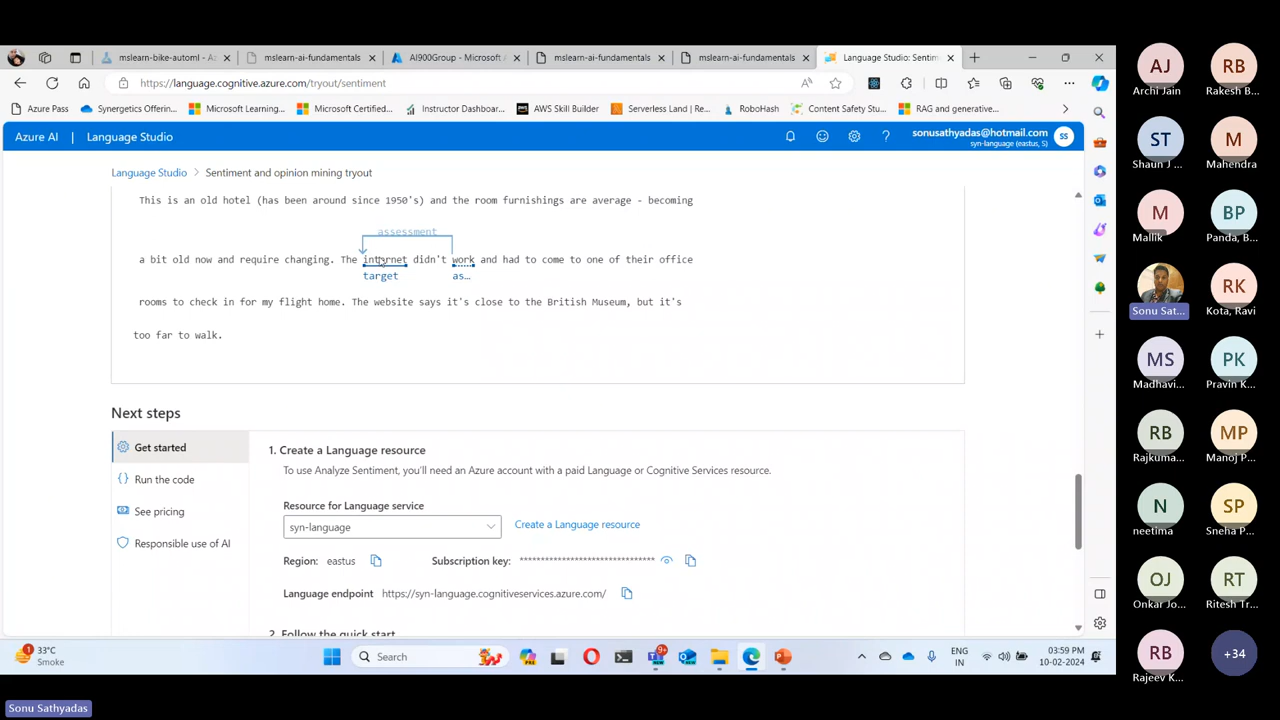 mslearn-bike-automl - Az
mslearn-ai-fundamentals
AI900Group - Microsoft A
mslearn-ai-fundamentals
mslearn-ai-fundamentals
Language Studio: Sentim
https://language.cognitive.azure.com/tryout/sentiment
Azure Pass
Synergetics Offerin...
Microsoft Learning...
Microsoft Certified...
Instructor Dashboar...
AWS Skill Builder
Serverless Land | Re...
RoboHash
Content Safety Stu...
RAG and generative...
Azure AI | Language Studio
sonusathyadas@hotmail.com
syn-language (eastus, S)
SS
Language Studio > Sentiment and opinion mining tryout
This is an old hotel (has been around since 1950's) and the room furnishings are average - becoming
assessment
a bit old now and require changing. The internet didn't work and had to come to one of their office
target as…
rooms to check in for my flight home. The website says it's close to the British Museum, but it's
too far to walk.
Next steps
Get started
Run the code
See pricing
Responsible use of AI
1. Create a Language resource
To use Analyze Sentiment, you'll need an Azure account with a paid Language or Cognitive Services resource.
Resource for Language service
syn-language
Create a Language resource
Region: eastus
Subscription key: ********************************
Language endpoint https://syn-language.cognitiveservices.azure.com/
2. Follow the quick start
33°C
Smoke
1
Search
9+
ENG
IN
03:59 PM
10-02-2024
AJ
Archi Jain
RB
Rakesh B...
ST
Shaun J ...
M
Mahendra
M
Mallik
BP
Panda, B...
Sonu Sat...
RK
Kota, Ravi
MS
Madhavi...
PK
Pravin K...
RB
Rajkuma...
MP
Manoj P...
N
neetima
SP
Sneha P...
OJ
Onkar Jo...
RT
Ritesh Tr...
RB
Rajeev K...
+34
Sonu Sathyadas